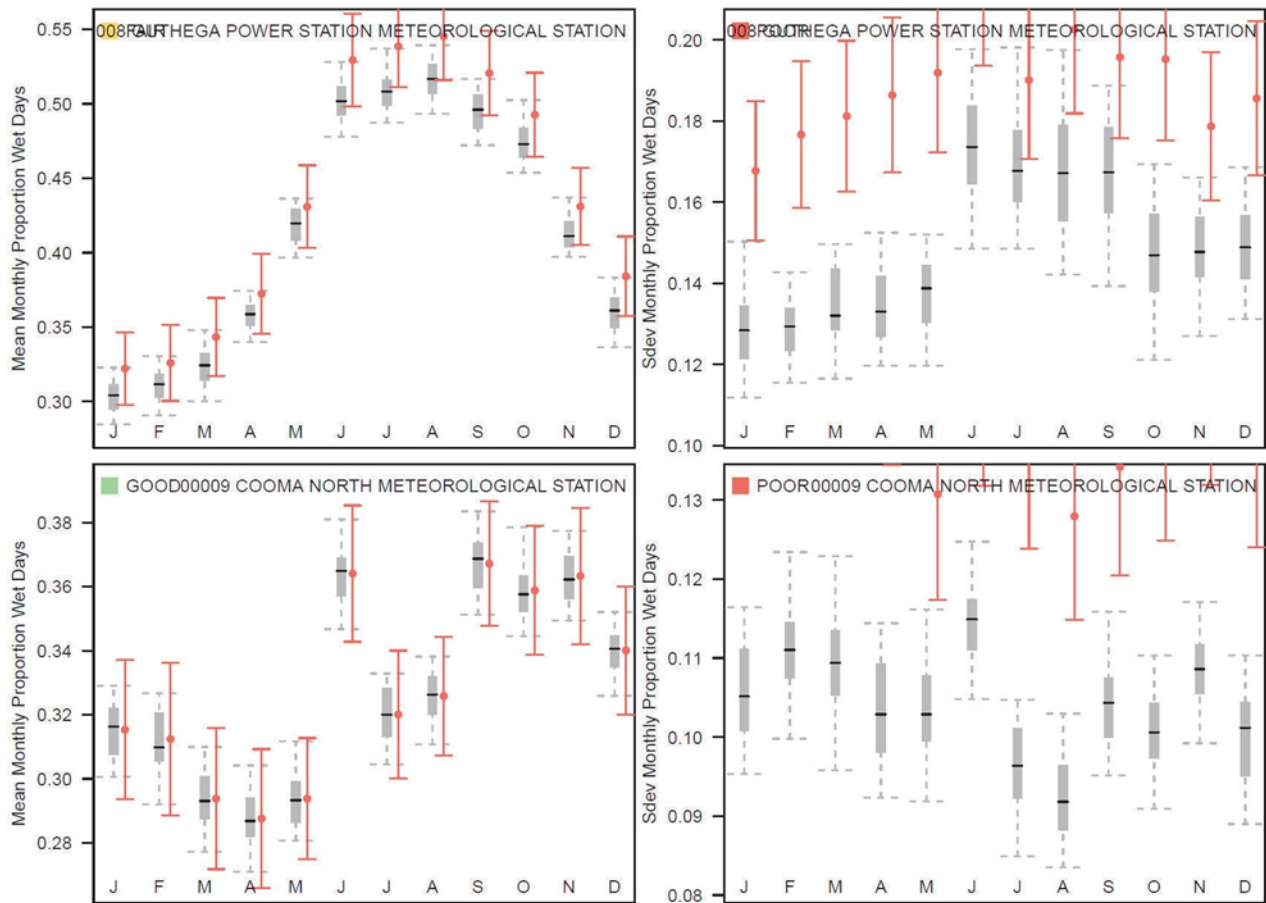 008 GUTHEGA POWER STATION METEOROLOGICAL STATION
FAIR
Mean Monthly Proportion Wet Days
0.55
0.50
0.45
0.40
0.35
0.30
J F M A M J J A S O N D
008 GUTHEGA POWER STATION METEOROLOGICAL STATION
POOR
Sdev Monthly Proportion Wet Days
0.20
0.18
0.16
0.14
0.12
0.10
J F M A M J J A S O N D
GOOD00009 COOMA NORTH METEOROLOGICAL STATION
Mean Monthly Proportion Wet Days
0.38
0.36
0.34
0.32
0.30
0.28
J F M A M J J A S O N D
POOR00009 COOMA NORTH METEOROLOGICAL STATION
Sdev Monthly Proportion Wet Days
0.13
0.12
0.11
0.10
0.09
0.08
J F M A M J J A S O N D